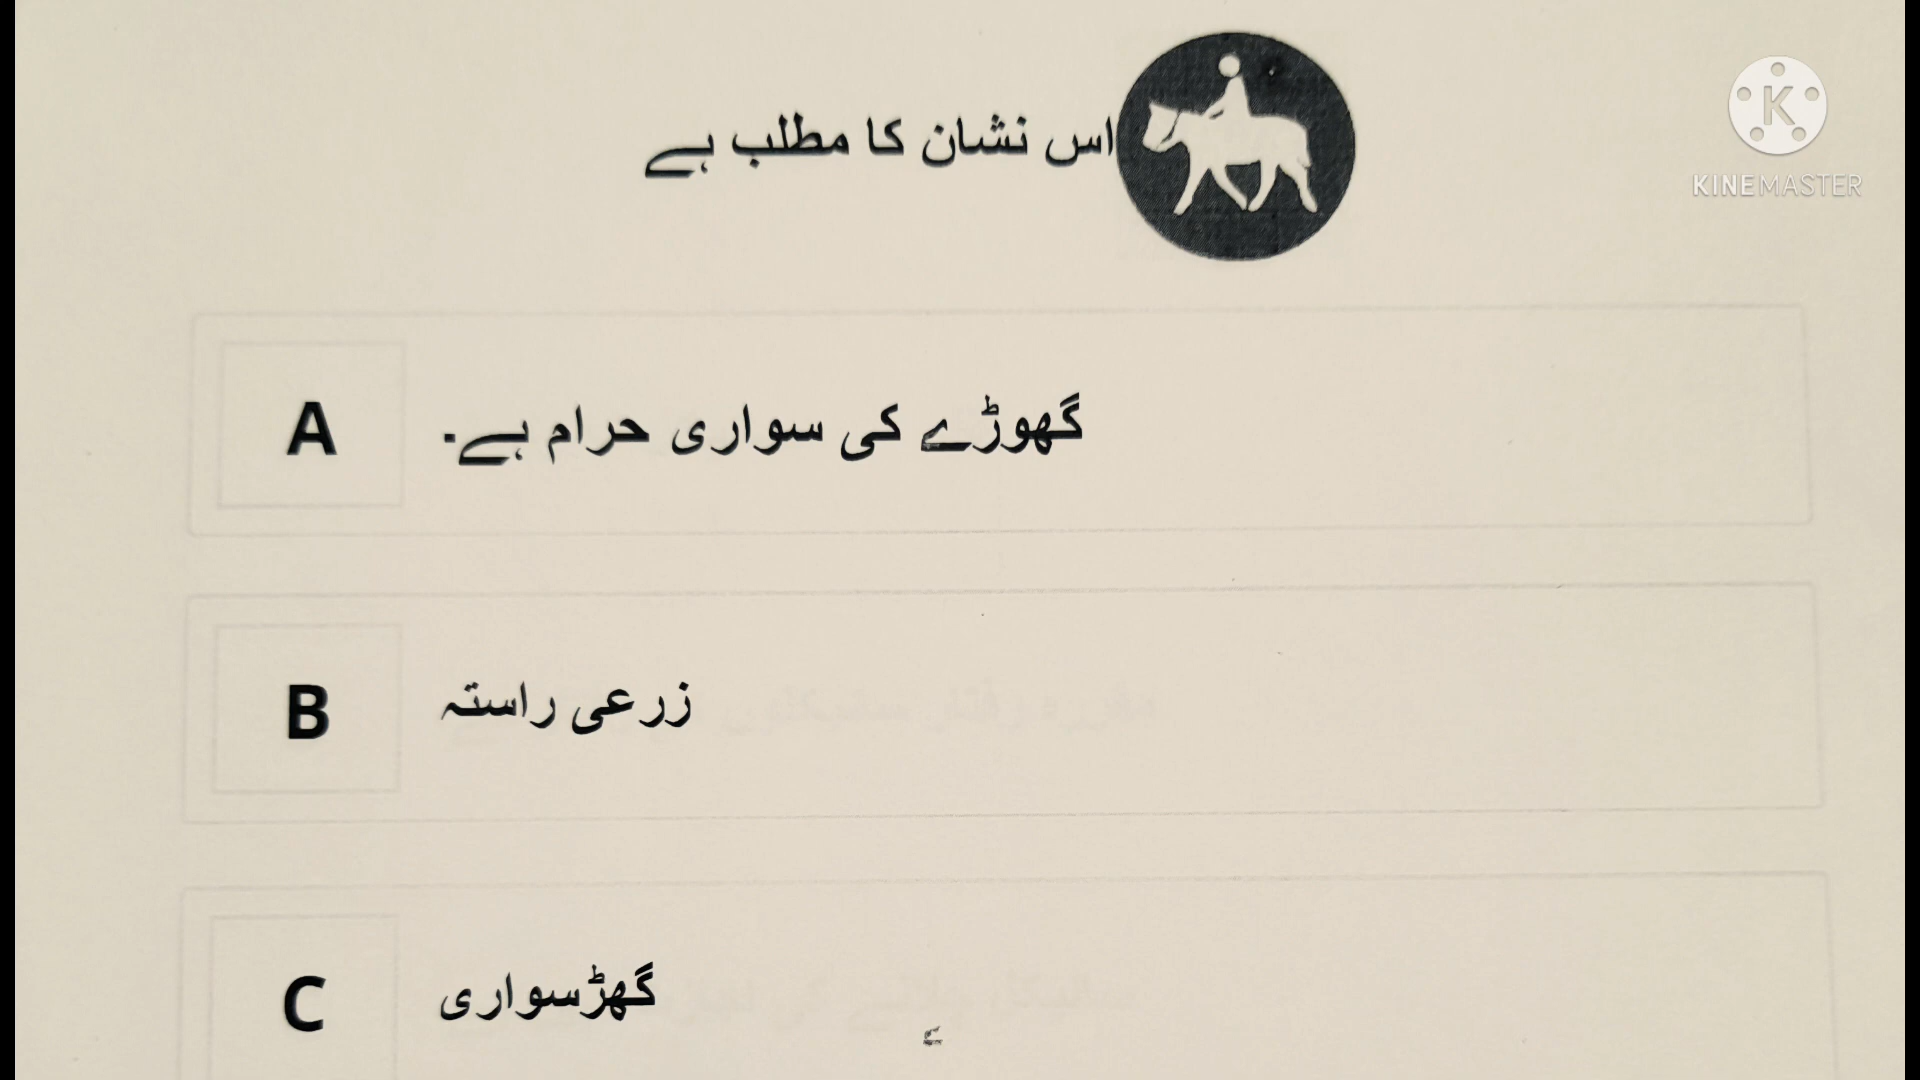 اس نشان کا مطلب ہے
K
KINEMASTER
A
گھوڑے کی سواری حرام ہے.
B
زرعی راستہ
C
گھڑسواری